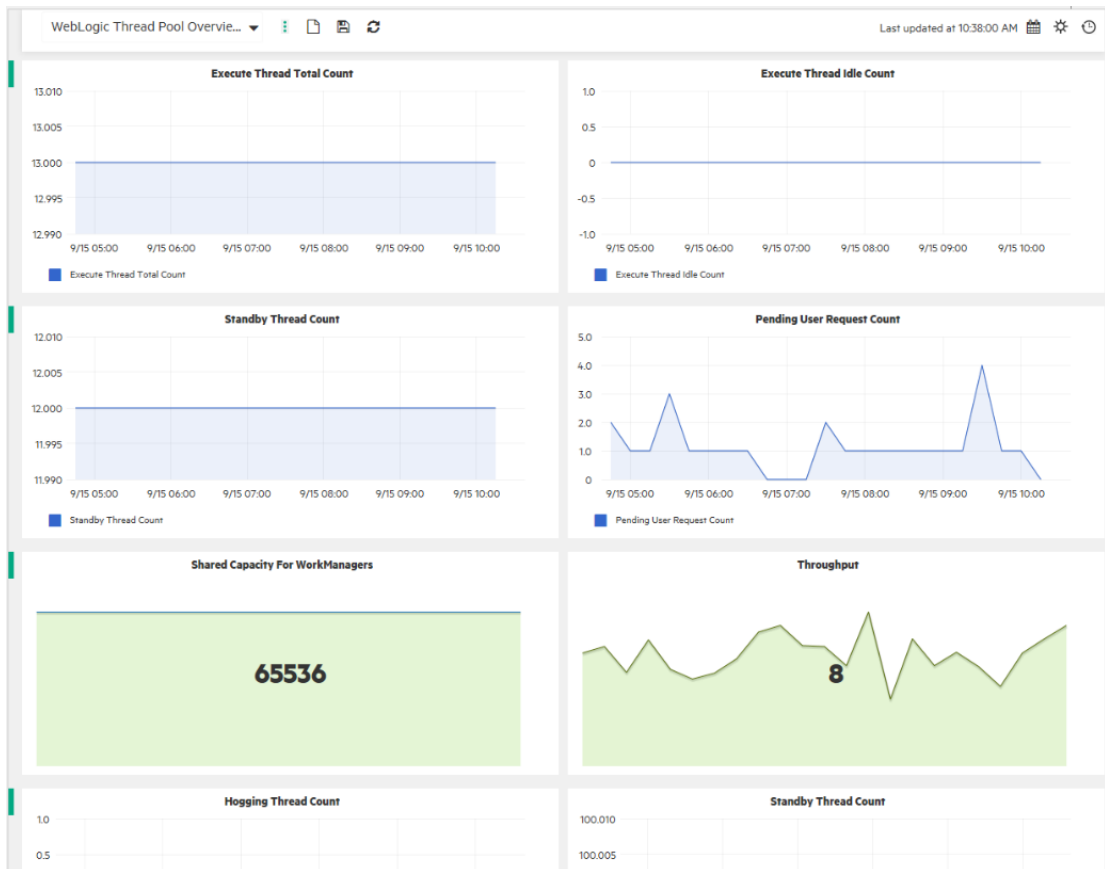 WebLogic Thread Pool Overvie...
Last updated at 10:38:00 AM
Execute Thread Total Count
13.010
13.005
13.000
12.995
12.990
9/15 05:00 9/15 06:00 9/15 07:00 9/15 08:00 9/15 09:00 9/15 10:00
Execute Thread Total Count
Execute Thread Idle Count
1.0
0.5
0
-0.5
-1.0
9/15 05:00 9/15 06:00 9/15 07:00 9/15 08:00 9/15 09:00 9/15 10:00
Execute Thread Idle Count
Standby Thread Count
12.010
12.005
12.000
11.995
11.990
9/15 05:00 9/15 06:00 9/15 07:00 9/15 08:00 9/15 09:00 9/15 10:00
Standby Thread Count
Pending User Request Count
5.0
4.0
3.0
2.0
1.0
0
9/15 05:00 9/15 06:00 9/15 07:00 9/15 08:00 9/15 09:00 9/15 10:00
Pending User Request Count
Shared Capacity For WorkManagers
65536
Throughput
8
Hogging Thread Count
1.0
0.5
Standby Thread Count
100.010
100.005